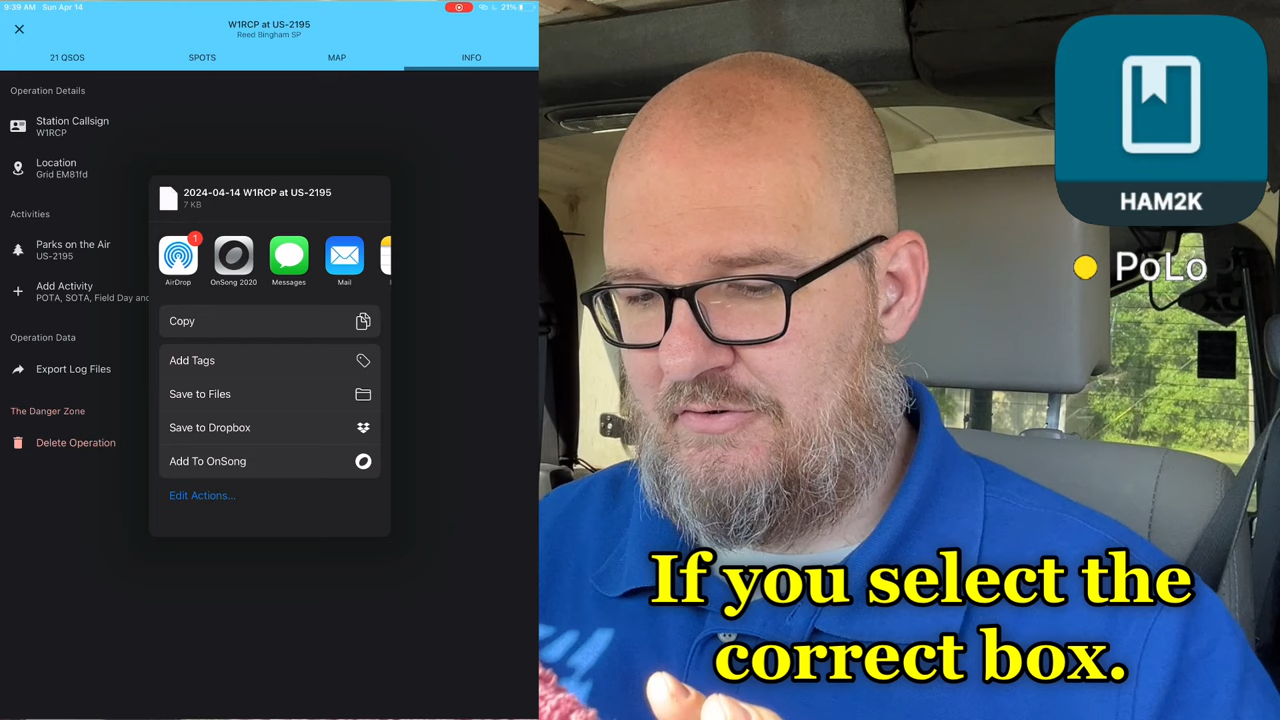 9:39 AM Sun Apr 14
21%
W1RCP at US-2195
Reed Bingham SP
21 QSOS
SPOTS
MAP
INFO
Operation Details
Station Callsign
W1RCP
Location
Grid EM81fd
Activities
Parks on the Air
US-2195
Add Activity
POTA, SOTA, Field Day and
Operation Data
Export Log Files
The Danger Zone
Delete Operation
2024-04-14 W1RCP at US-2195
7 KB
1
AirDrop
OnSong 2020
Messages
Mail
Copy
Add Tags
Save to Files
Save to Dropbox
Add To OnSong
Edit Actions...
HAM2K
PoLo
If you select the
correct box.